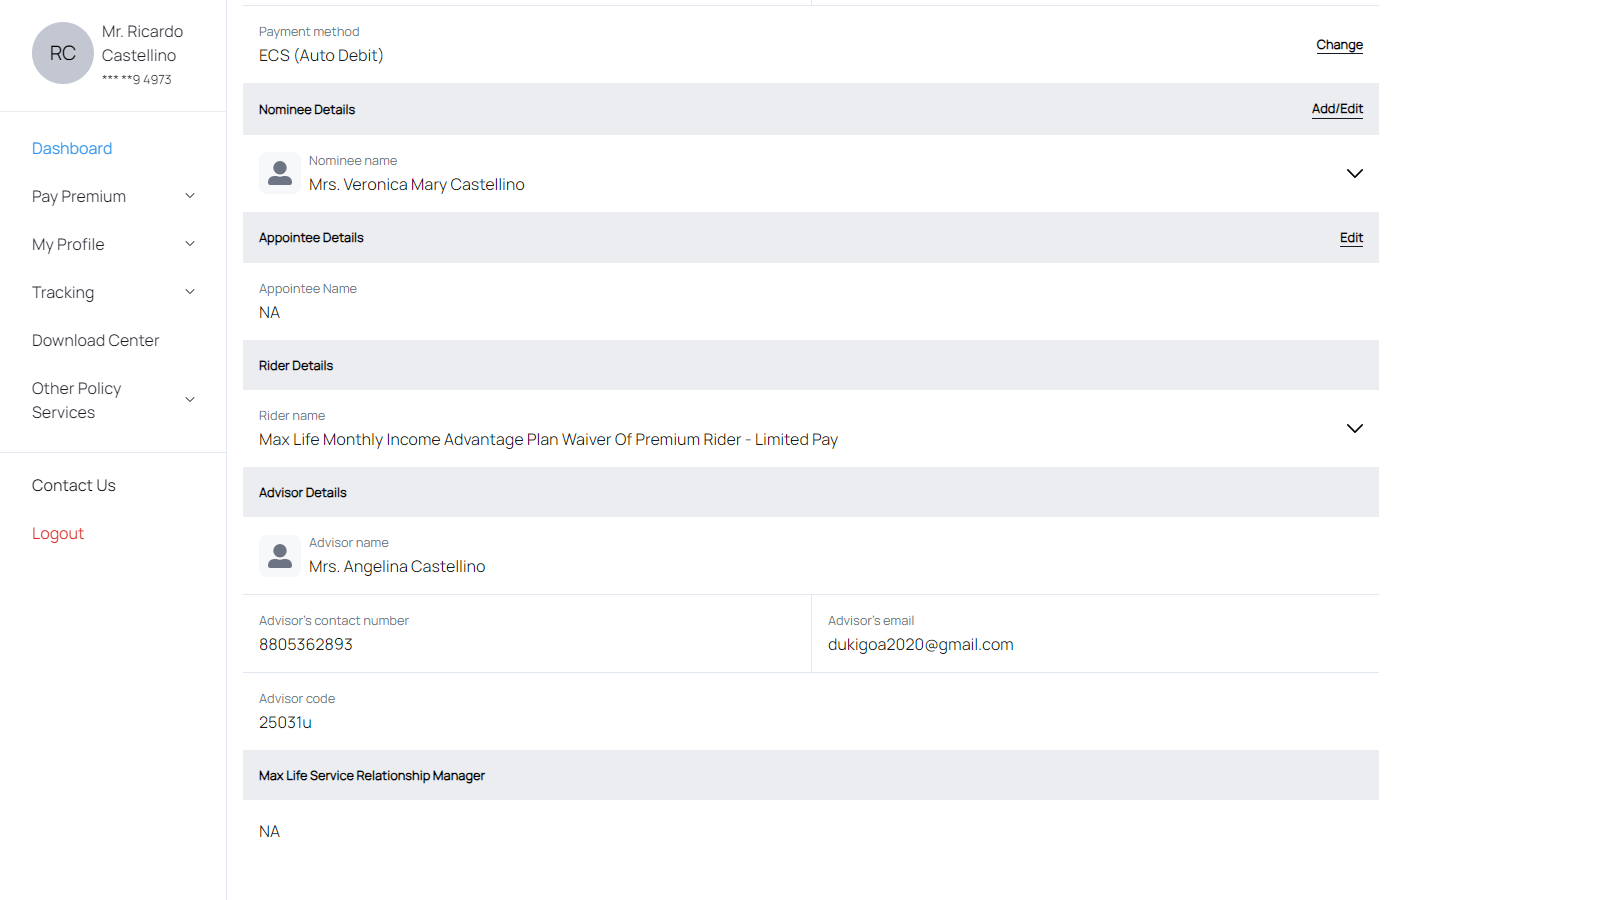 RC
Mr. Ricardo
Castellino
*** **9 4973
Dashboard
Pay Premium
My Profile
Tracking
Download Center
Other Policy
Services
Contact Us
Logout
Payment method
ECS (Auto Debit)
Change
Nominee Details
Add/Edit
Nominee name
Mrs. Veronica Mary Castellino
Appointee Details
Edit
Appointee Name
NA
Rider Details
Rider name
Max Life Monthly Income Advantage Plan Waiver Of Premium Rider - Limited Pay
Advisor Details
Advisor name
Mrs. Angelina Castellino
Advisor's contact number
8805362893
Advisor's email
dukigoa2020@gmail.com
Advisor code
25031u
Max Life Service Relationship Manager
NA